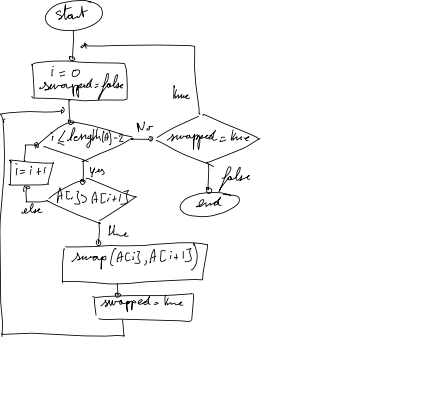 start
i = 0
swapped = false
true
i ≤ length(A)-2
No
swapped = true
i = i+1
yes
false
A[i] > A[i+1]
end
else
true
swap(A[i], A[i+1])
swapped = true